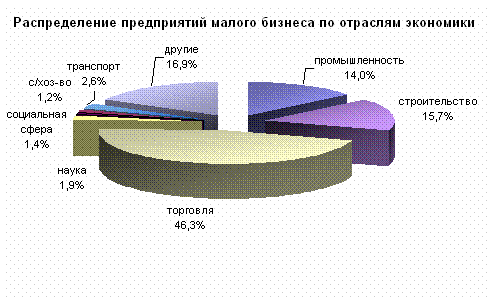 Распределение предприятий малого бизнеса по отраслям экономики
другие
16,9%
промышленность
14,0%
транспорт
2,6%
с/хоз-во
1,2%
строительство
15,7%
социальная
сфера
1,4%
наука
1,9%
торговля
46,3%